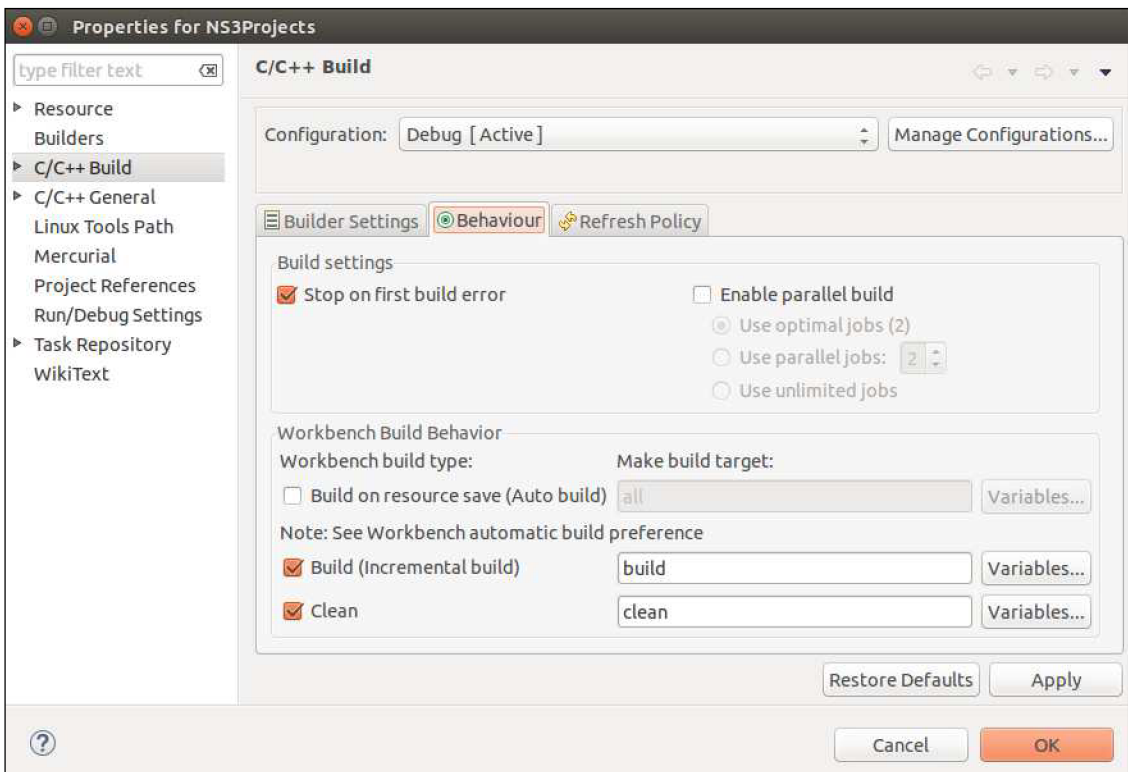 Properties for NS3Projects
type filter text
Resource
Builders
C/C++ Build
C/C++ General
Linux Tools Path
Mercurial
Project References
Run/Debug Settings
Task Repository
WikiText
C/C++ Build
Configuration: Debug [ Active ] Manage Configurations...
Builder Settings Behaviour Refresh Policy
Build settings
Stop on first build error Enable parallel build
Use optimal jobs (2)
Use parallel jobs: 2
Use unlimited jobs
Workbench Build Behavior
Workbench build type: Make build target:
Build on resource save (Auto build) all Variables...
Note: See Workbench automatic build preference
Build (Incremental build) build Variables...
Clean clean Variables...
Restore Defaults Apply
? Cancel OK